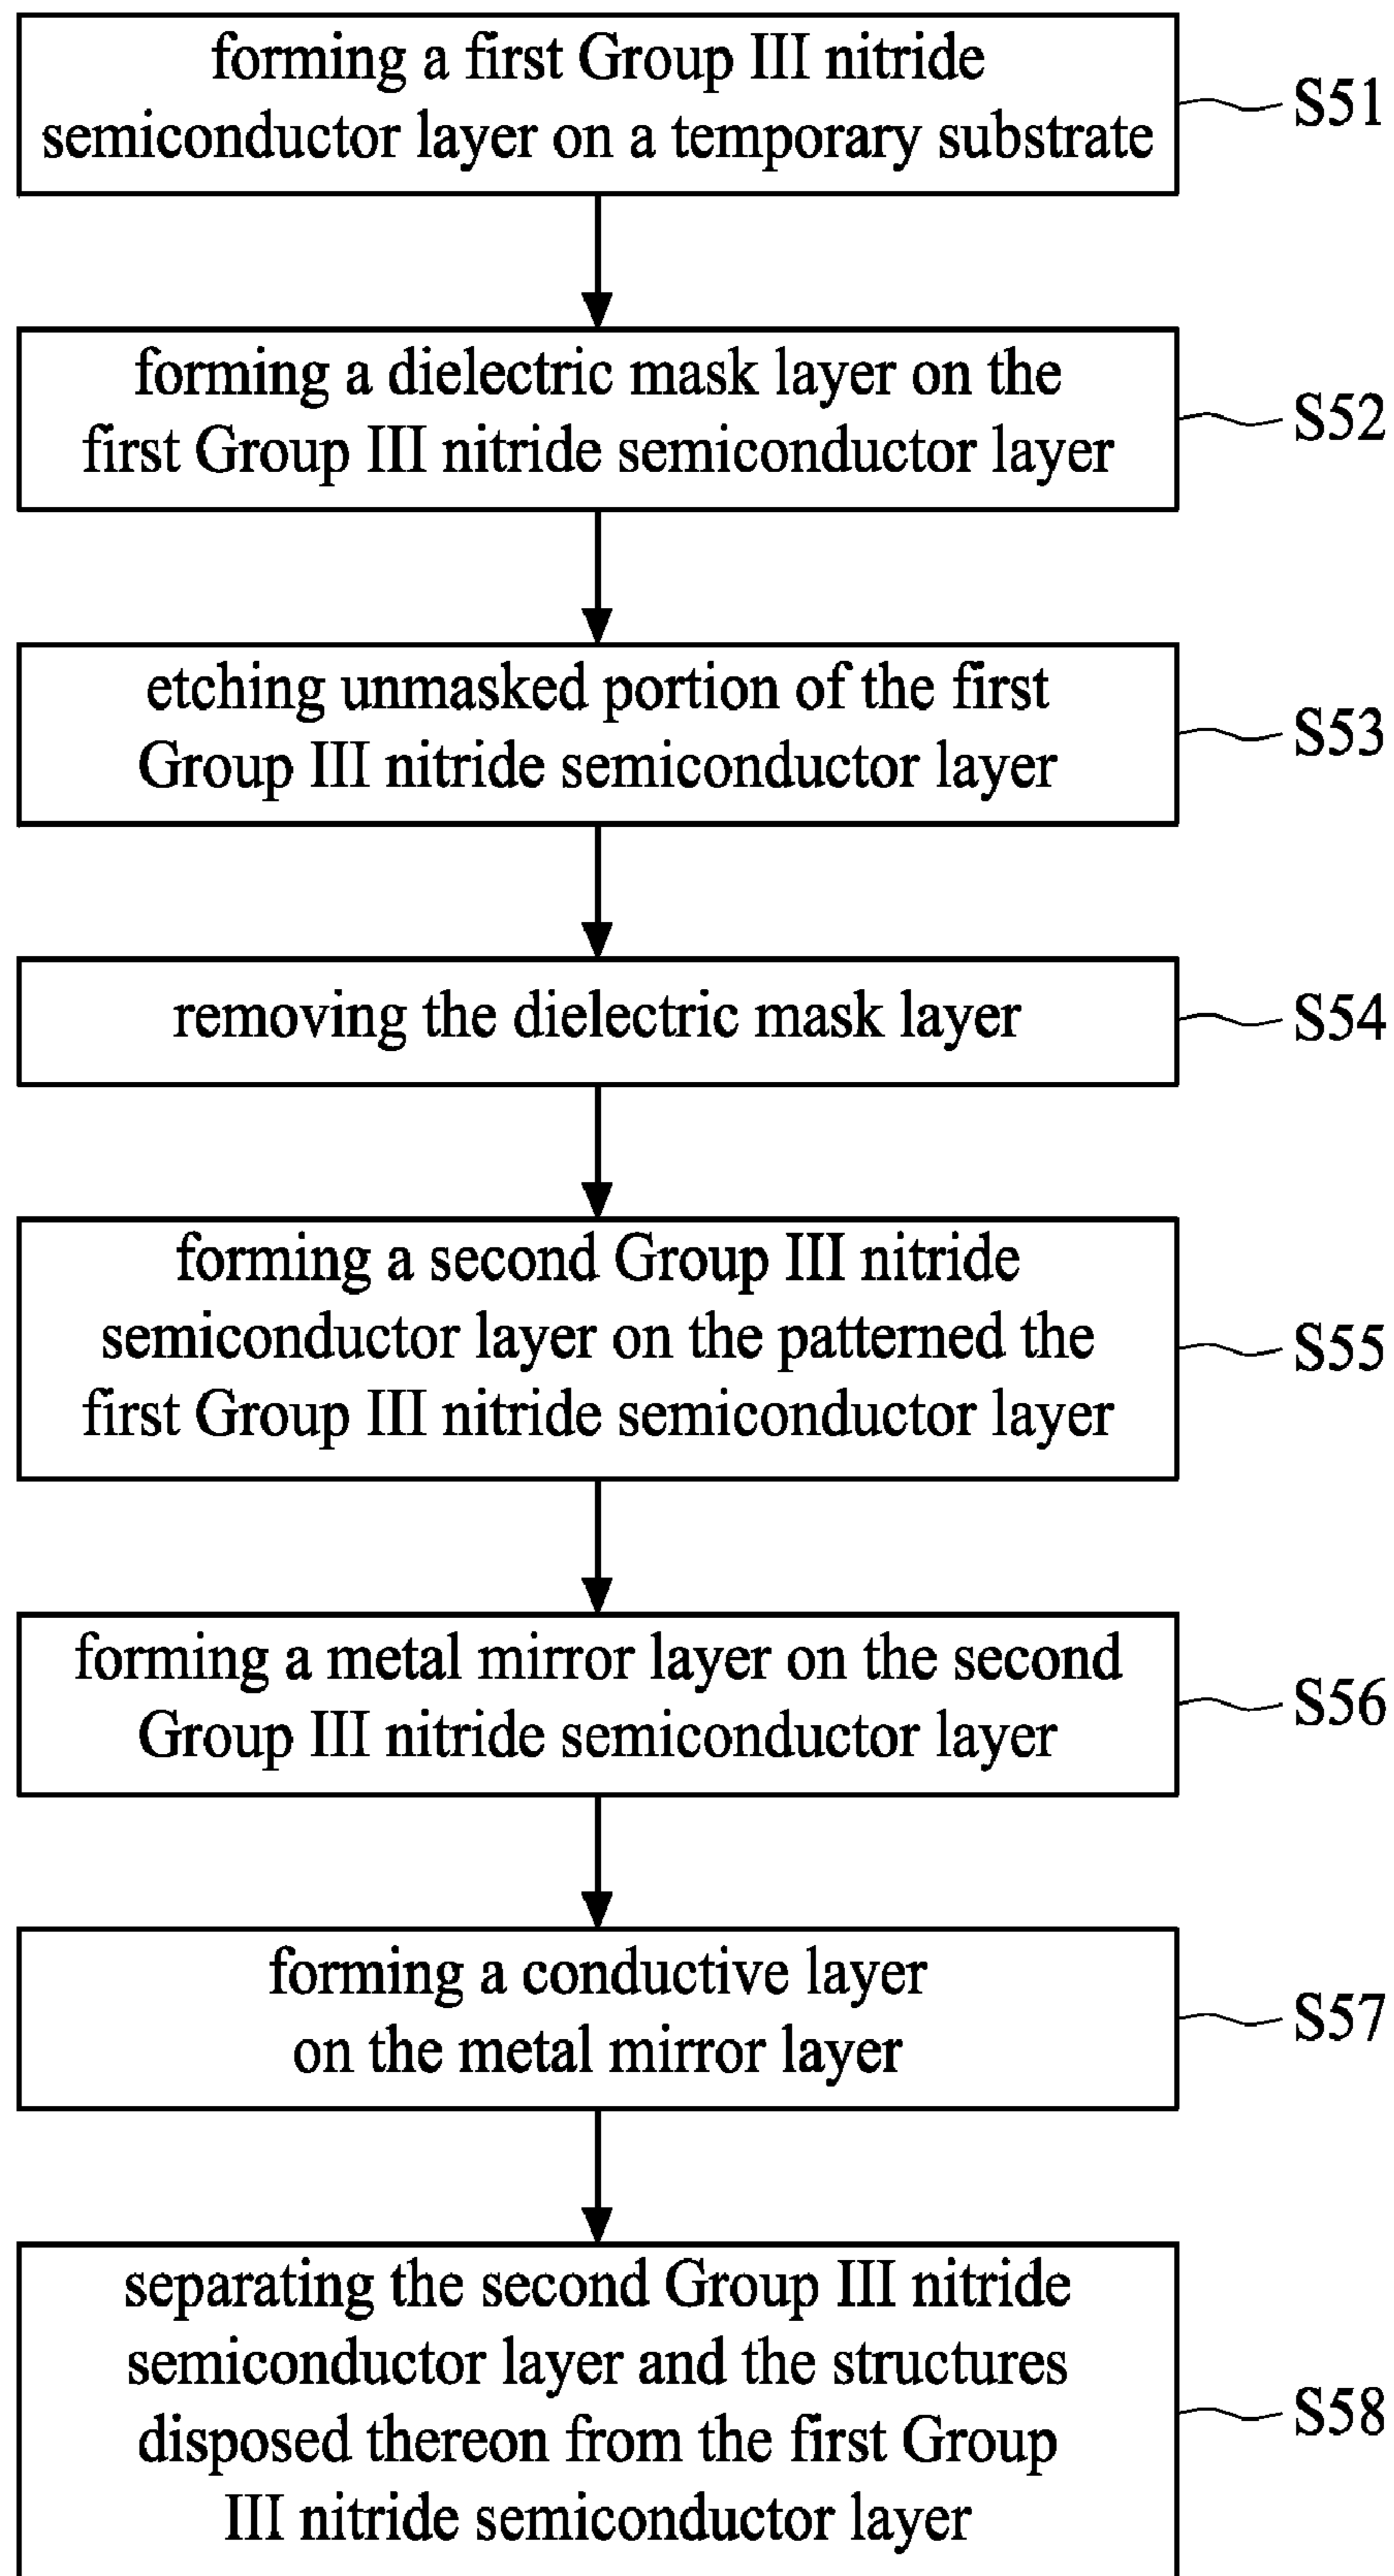 forming a first Group III nitride
semiconductor layer on a temporary substrate
S51
forming a dielectric mask layer on the
first Group III nitride semiconductor layer
S52
etching unmasked portion of the first
Group III nitride semiconductor layer
S53
removing the dielectric mask layer
S54
forming a second Group III nitride
semiconductor layer on the patterned the
first Group III nitride semiconductor layer
S55
forming a metal mirror layer on the second
Group III nitride semiconductor layer
S56
forming a conductive layer
on the metal mirror layer
S57
separating the second Group III nitride
semiconductor layer and the structures
disposed thereon from the first Group
III nitride semiconductor layer
S58